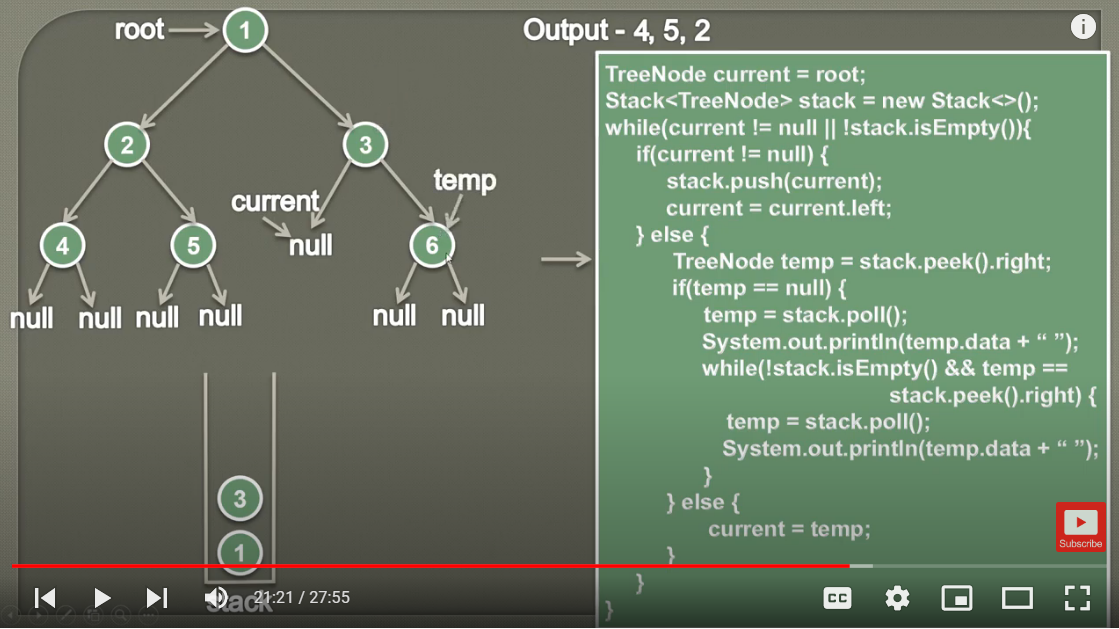 root
1
Output - 4, 5, 2
2
3
temp
current
4
5
null
6
null
null
null
null
null
null
3
1
stack
TreeNode current = root;
Stack<TreeNode> stack = new Stack<>();
while(current != null || !stack.isEmpty()){
if(current != null) {
stack.push(current);
current = current.left;
} else {
TreeNode temp = stack.peek().right;
if(temp == null) {
temp = stack.poll();
System.out.println(temp.data + “ ”);
while(!stack.isEmpty() && temp ==
stack.peek().right) {
temp = stack.poll();
System.out.println(temp.data + “ ”);
}
} else {
current = temp;
}
}
}
Subscribe
21:21 / 27:55
CC
i